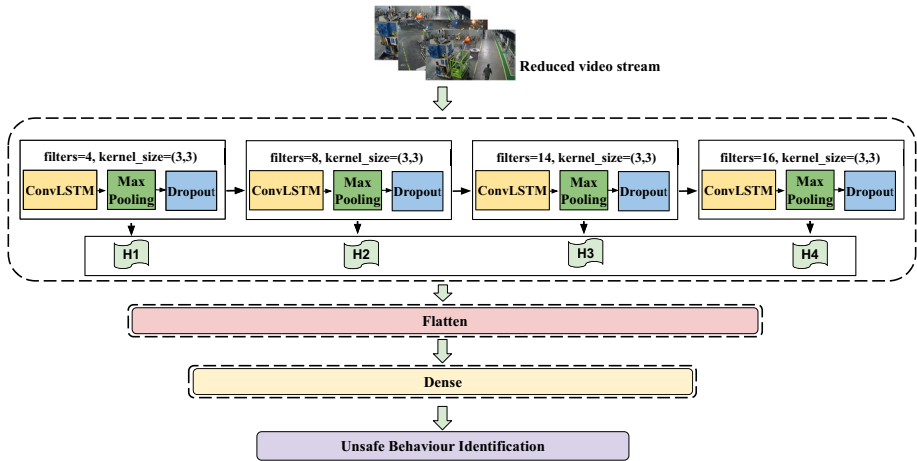 Reduced video stream
filters=4, kernel_size=(3,3)
ConvLSTM
Max
Pooling
Dropout
filters=8, kernel_size=(3,3)
ConvLSTM
Max
Pooling
Dropout
filters=14, kernel_size=(3,3)
ConvLSTM
Max
Pooling
Dropout
filters=16, kernel_size=(3,3)
ConvLSTM
Max
Pooling
Dropout
H1
H2
H3
H4
Flatten
Dense
Unsafe Behaviour Identification